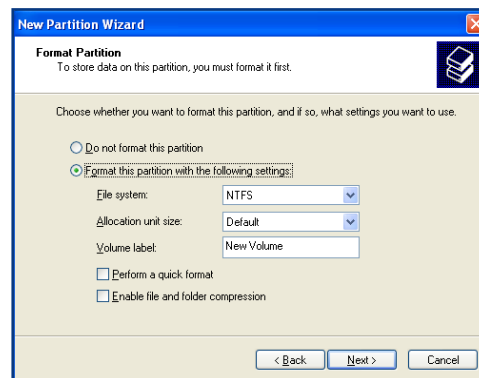 New Partition Wizard
Format Partition
To store data on this partition, you must format it first.
Choose whether you want to format this partition, and if so, what settings you want to use.
Do not format this partition
Format this partition with the following settings:
File system: NTFS
Allocation unit size: Default
Volume label: New Volume
Perform a quick format
Enable file and folder compression
< Back Next > Cancel